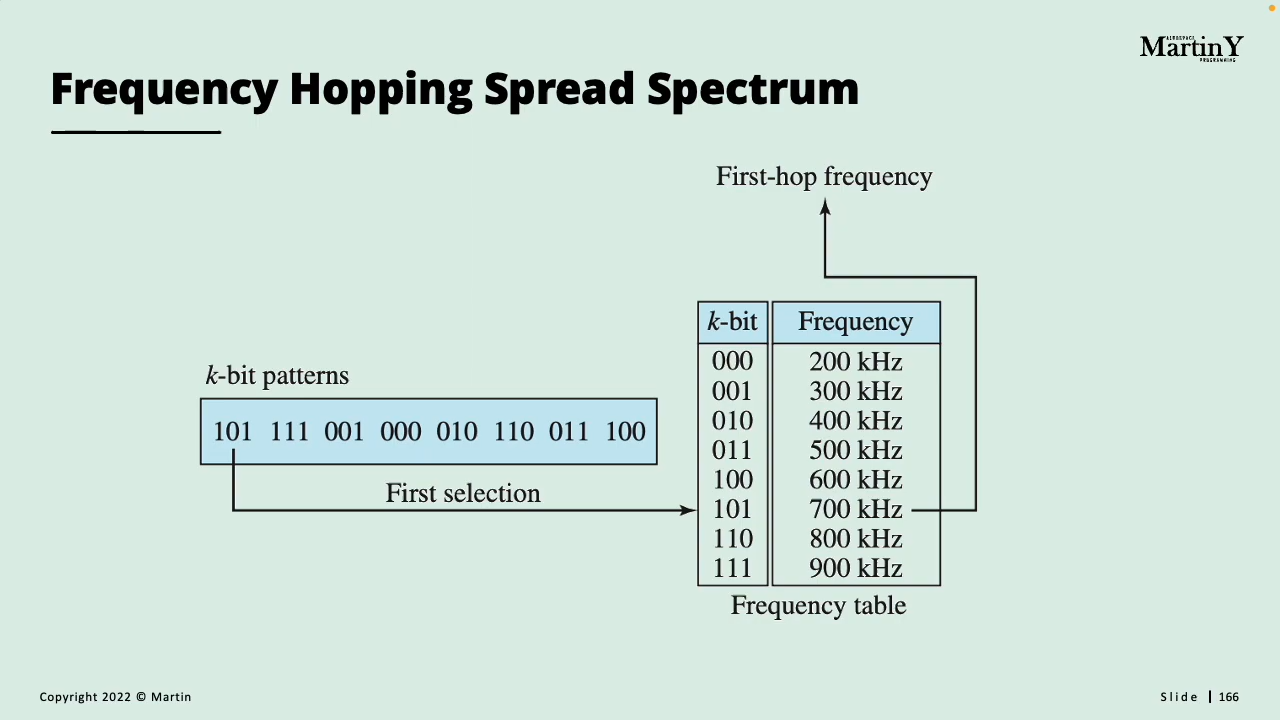 AEROSPACE
MartinY
PROGRAMMING
Frequency Hopping Spread Spectrum
First-hop frequency
k-bit patterns
101 111 001 000 010 110 011 100
First selection
k-bit Frequency
000 200 kHz
001 300 kHz
010 400 kHz
011 500 kHz
100 600 kHz
101 700 kHz
110 800 kHz
111 900 kHz
Frequency table
Copyright 2022 © Martin
Slide | 166